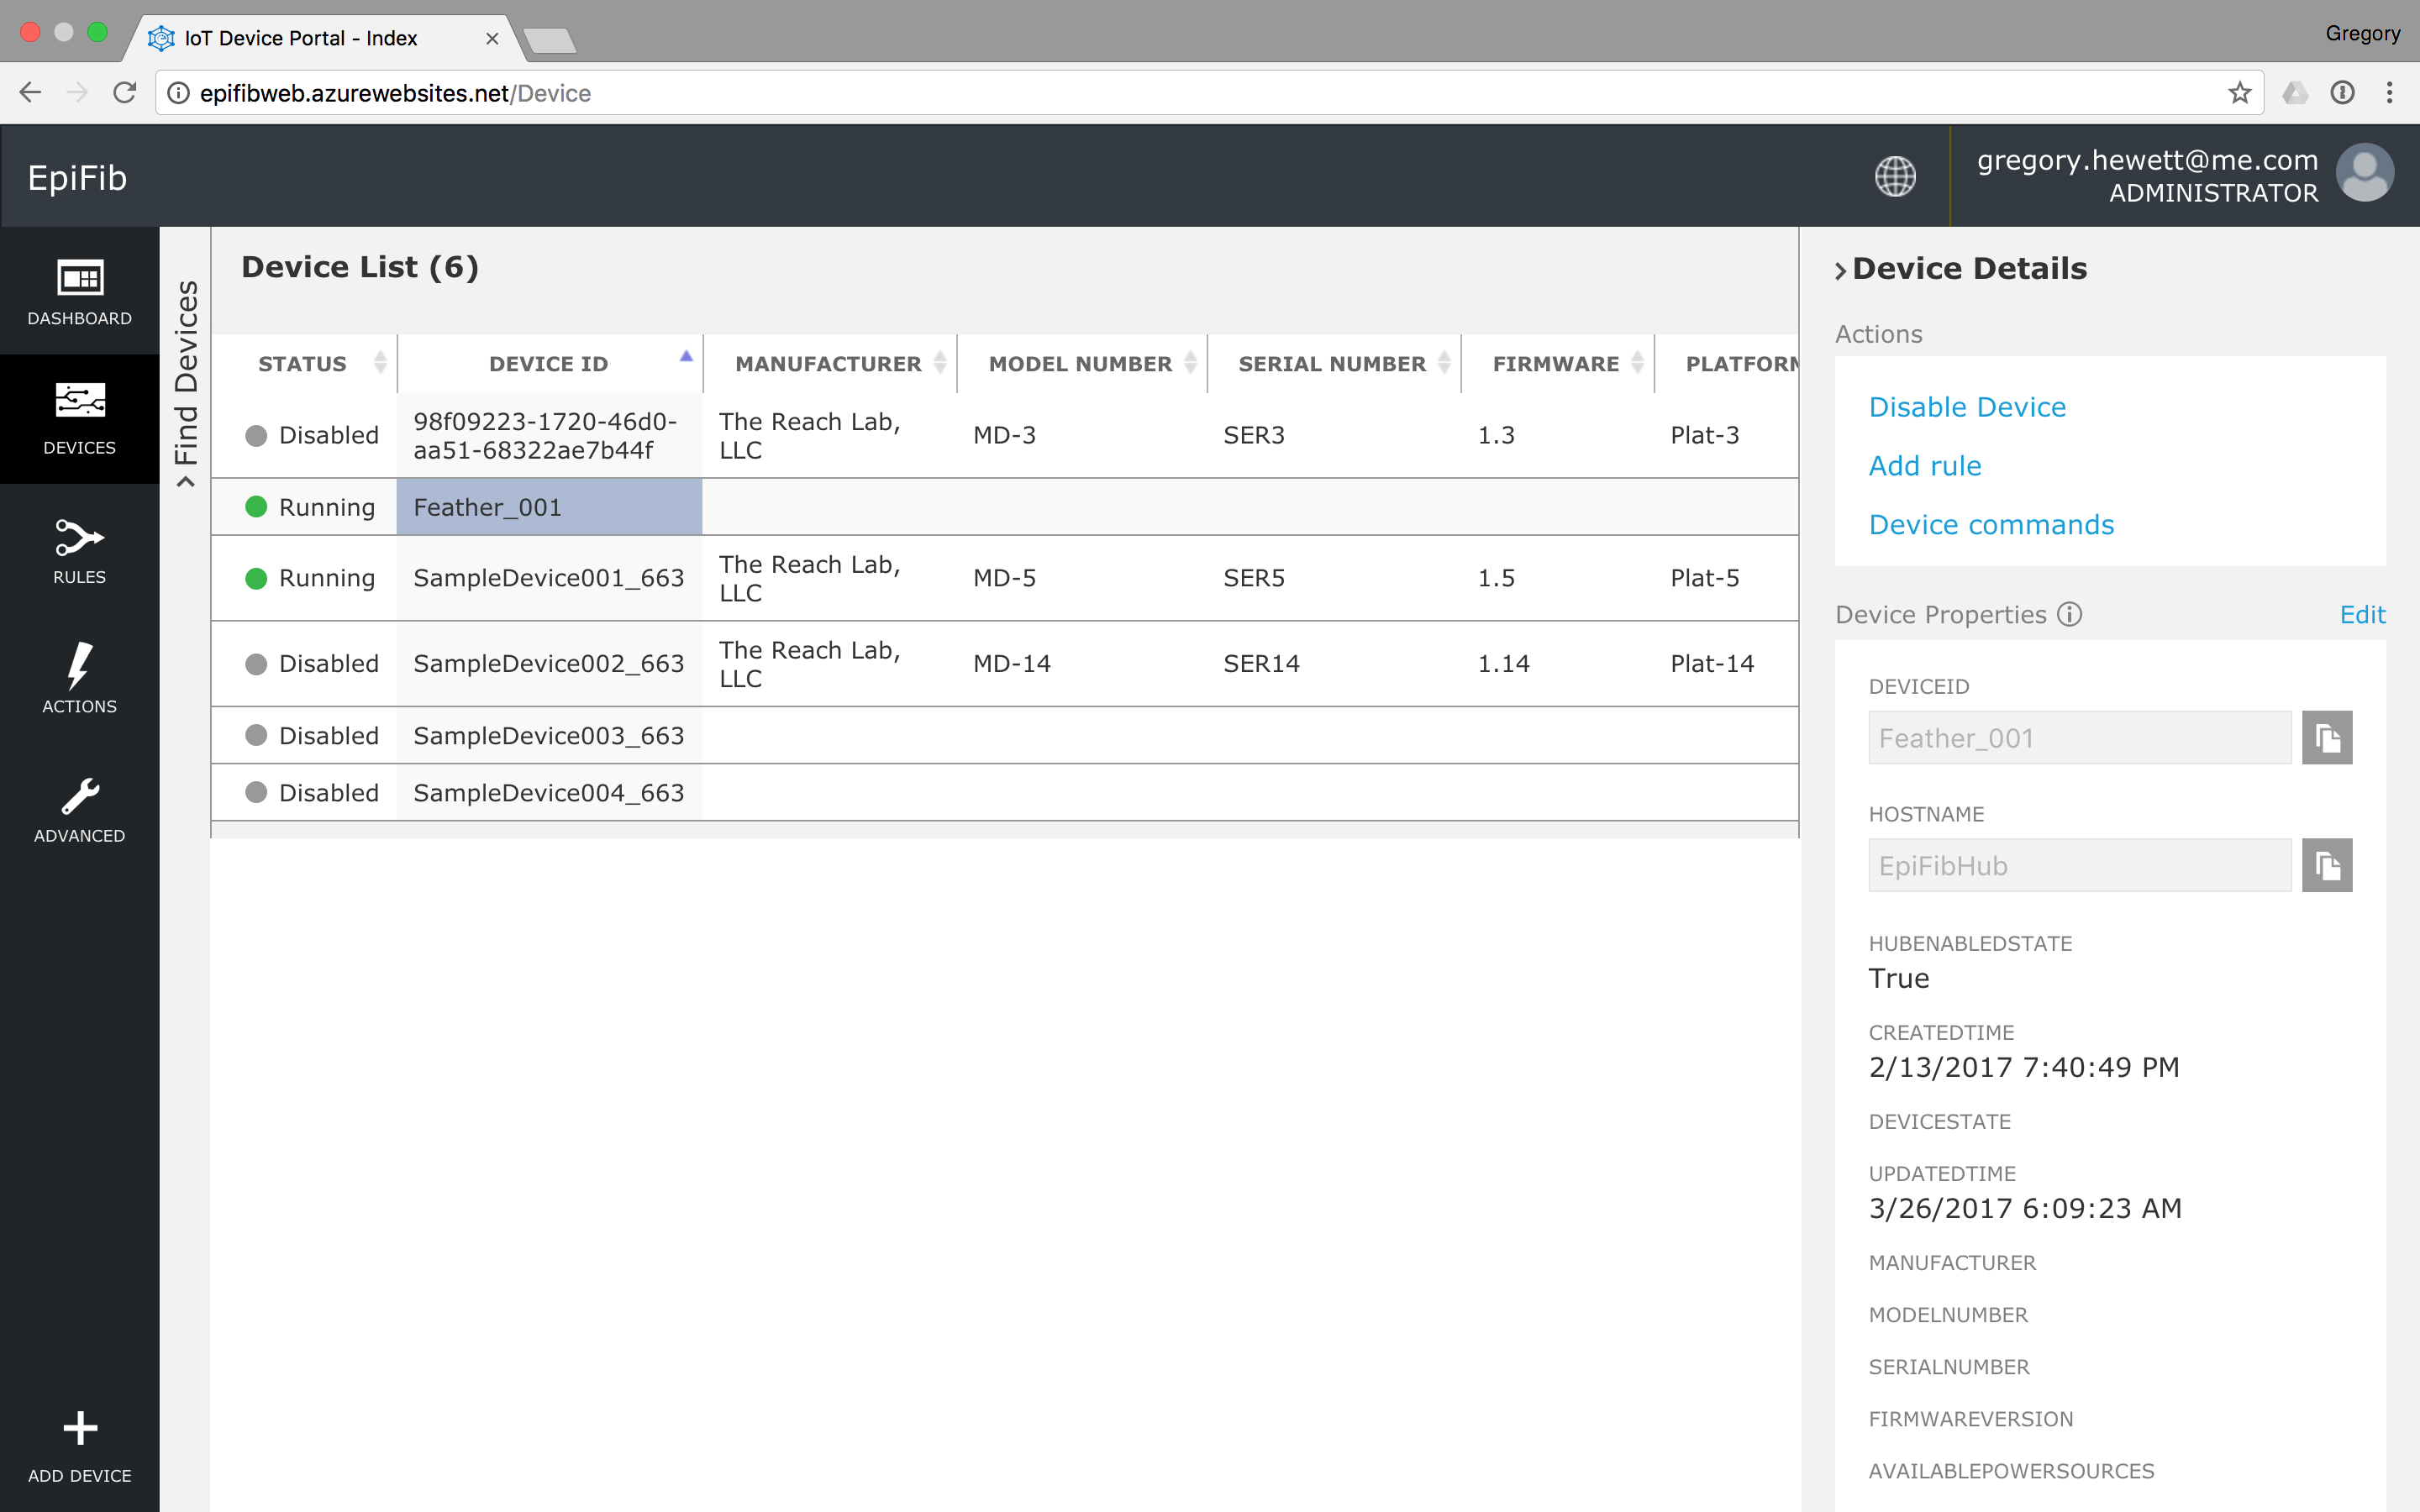 IoT Device Portal - Index
Gregory
epifibweb.azurewebsites.net/Device
EpiFib
gregory.hewett@me.com
ADMINISTRATOR
DASHBOARD
DEVICES
RULES
ACTIONS
ADVANCED
ADD DEVICE
Find Devices
Device List (6)
STATUS DEVICE ID MANUFACTURER MODEL NUMBER SERIAL NUMBER FIRMWARE PLATFORM
Disabled 98f09223-1720-46d0-aa51-68322ae7b44f The Reach Lab, LLC MD-3 SER3 1.3 Plat-3
Running Feather_001
Running SampleDevice001_663 The Reach Lab, LLC MD-5 SER5 1.5 Plat-5
Disabled SampleDevice002_663 The Reach Lab, LLC MD-14 SER14 1.14 Plat-14
Disabled SampleDevice003_663
Disabled SampleDevice004_663
Device Details
Actions
Disable Device
Add rule
Device commands
Device Properties Edit
DEVICEID
Feather_001
HOSTNAME
EpiFibHub
HUBENABLEDSTATE
True
CREATEDTIME
2/13/2017 7:40:49 PM
DEVICESTATE
UPDATEDTIME
3/26/2017 6:09:23 AM
MANUFACTURER
MODELNUMBER
SERIALNUMBER
FIRMWAREVERSION
AVAILABLEPOWERSOURCES